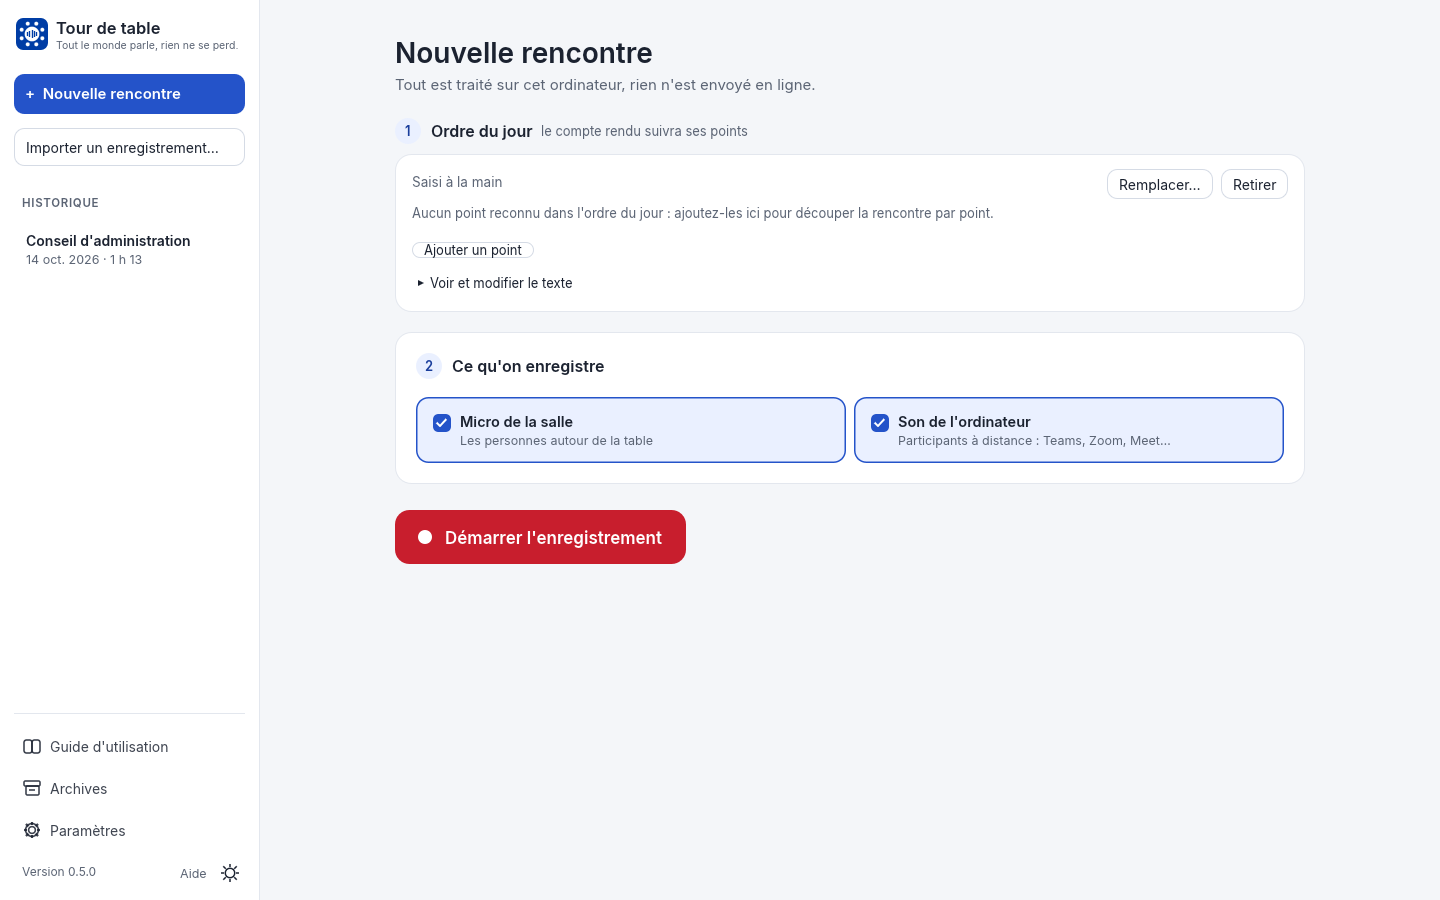 Tour de table
Tout le monde parle, rien ne se perd.
+ Nouvelle rencontre
Importer un enregistrement...
HISTORIQUE
Conseil d'administration
14 oct. 2026 · 1 h 13
Guide d'utilisation
Archives
Paramètres
Version 0.5.0
Aide
Nouvelle rencontre
Tout est traité sur cet ordinateur, rien n'est envoyé en ligne.
1 Ordre du jour le compte rendu suivra ses points
Saisi à la main
Remplacer...
Retirer
Aucun point reconnu dans l'ordre du jour : ajoutez-les ici pour découper la rencontre par point.
Ajouter un point
Voir et modifier le texte
2 Ce qu'on enregistre
Micro de la salle
Les personnes autour de la table
Son de l'ordinateur
Participants à distance : Teams, Zoom, Meet...
Démarrer l'enregistrement